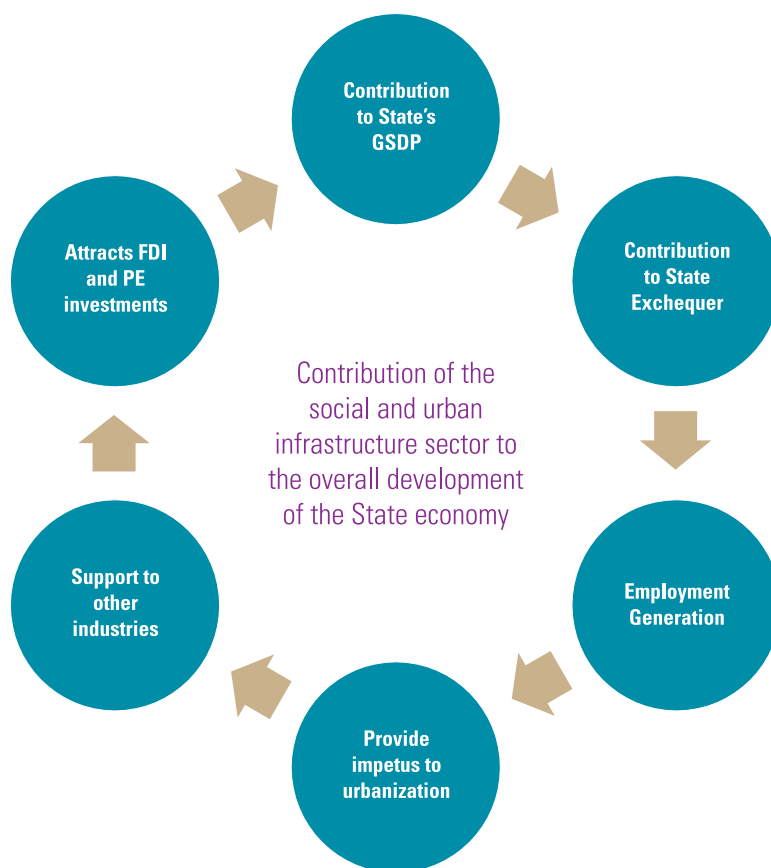 Contribution
to State's
GSDP
Contribution
to State
Exchequer
Employment
Generation
Provide
impetus to
urbanization
Support to
other
industries
Attracts FDI
and PE
investments
Contribution of the
social and urban
infrastructure sector to
the overall development
of the State economy